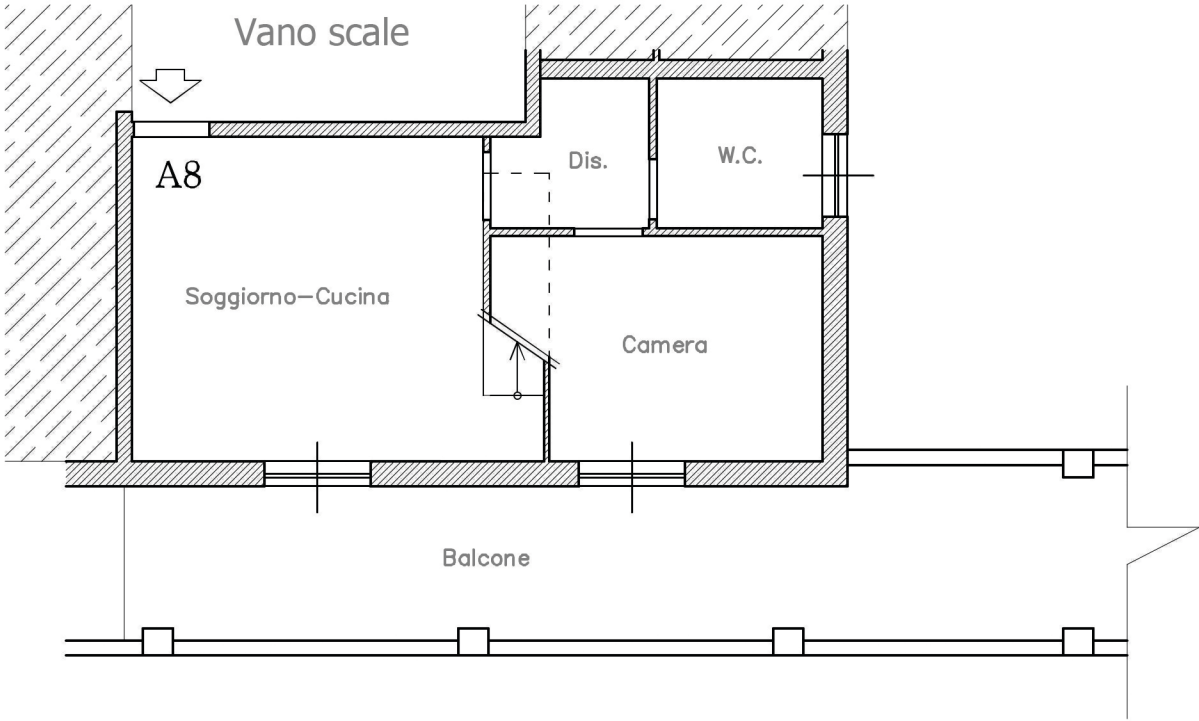 Vano scale
A8
Dis.
W.C.
Soggiorno-Cucina
Camera
Balcone